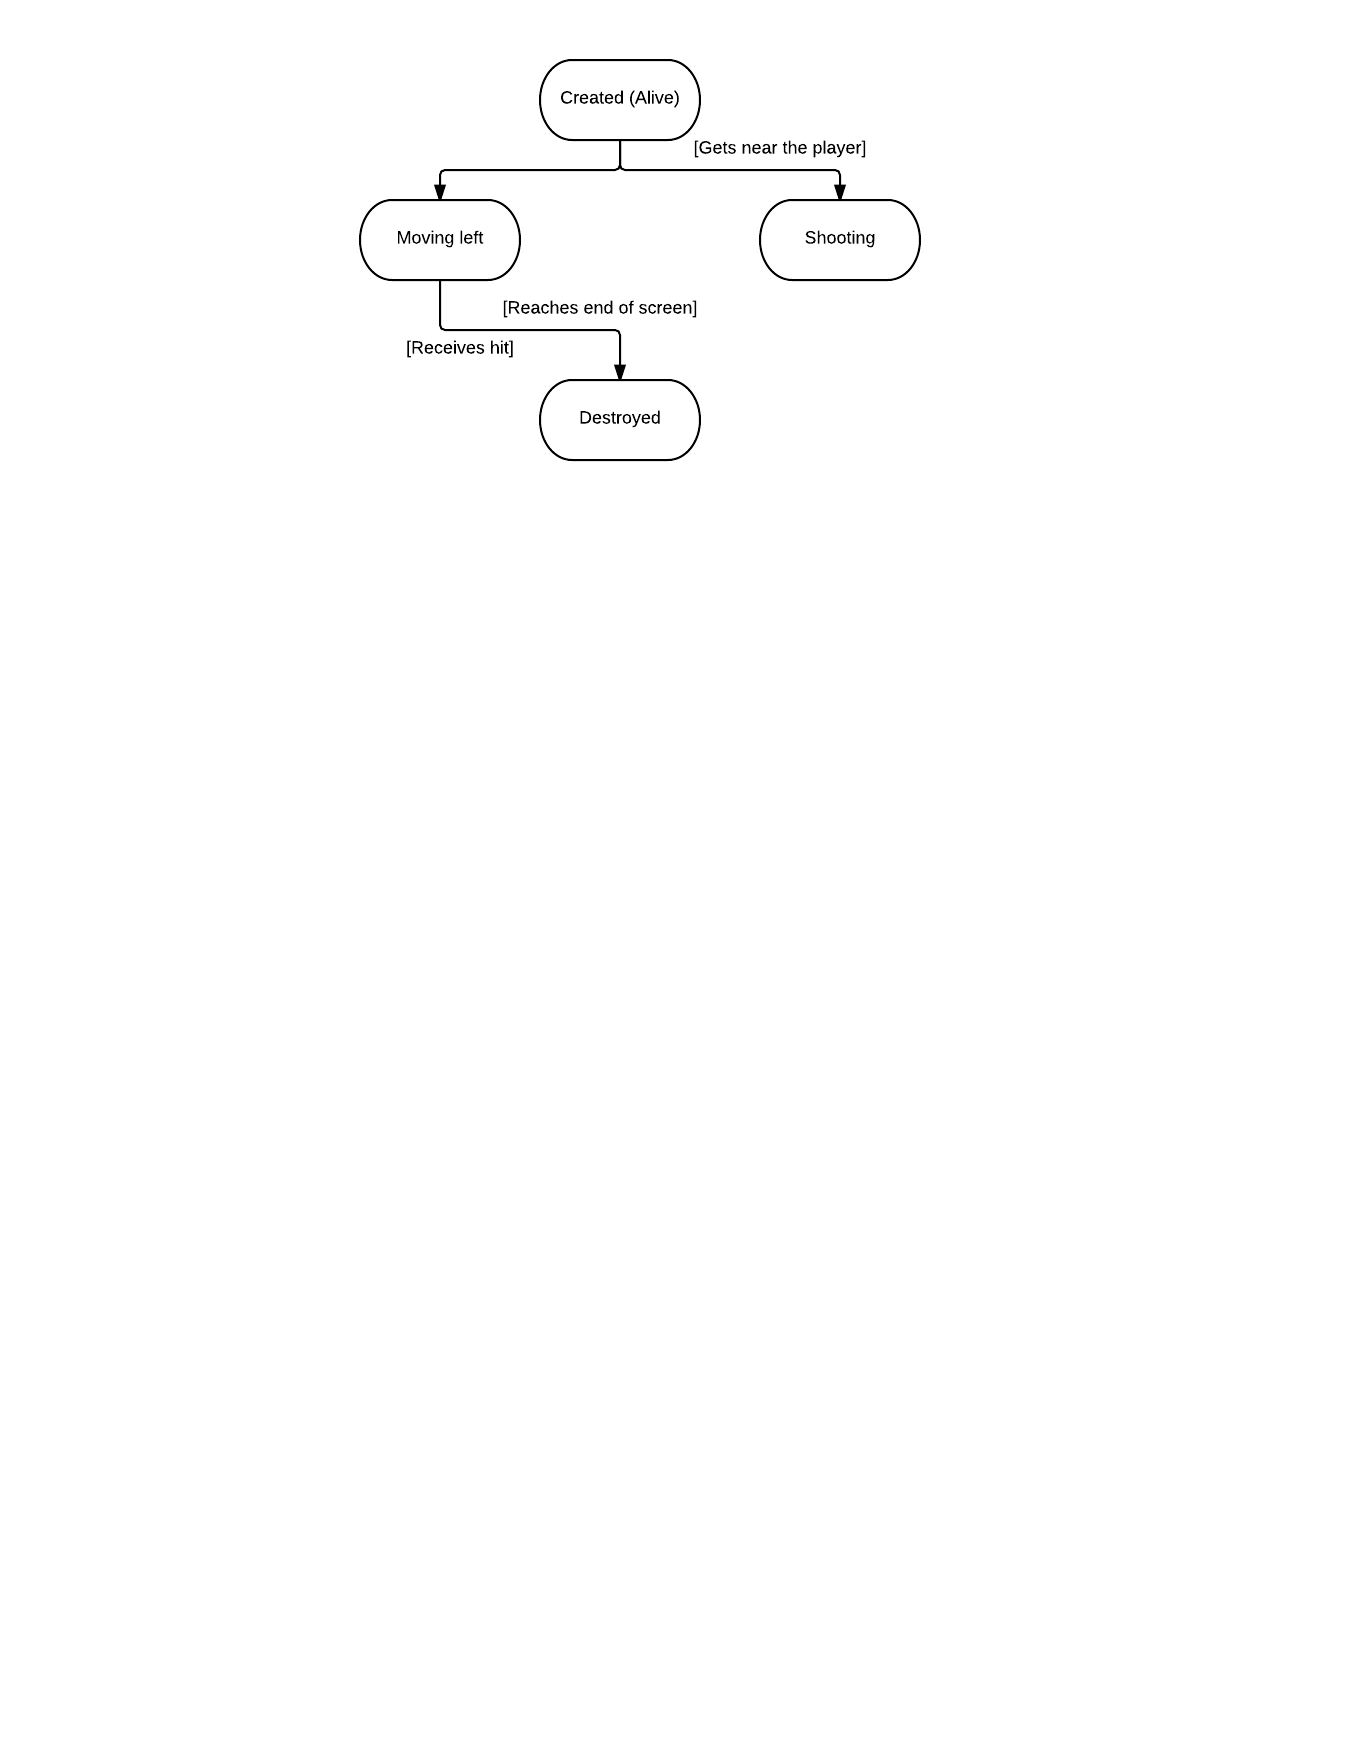 Created (Alive)
[Gets near the player]
Moving left
Shooting
[Reaches end of screen]
[Receives hit]
Destroyed